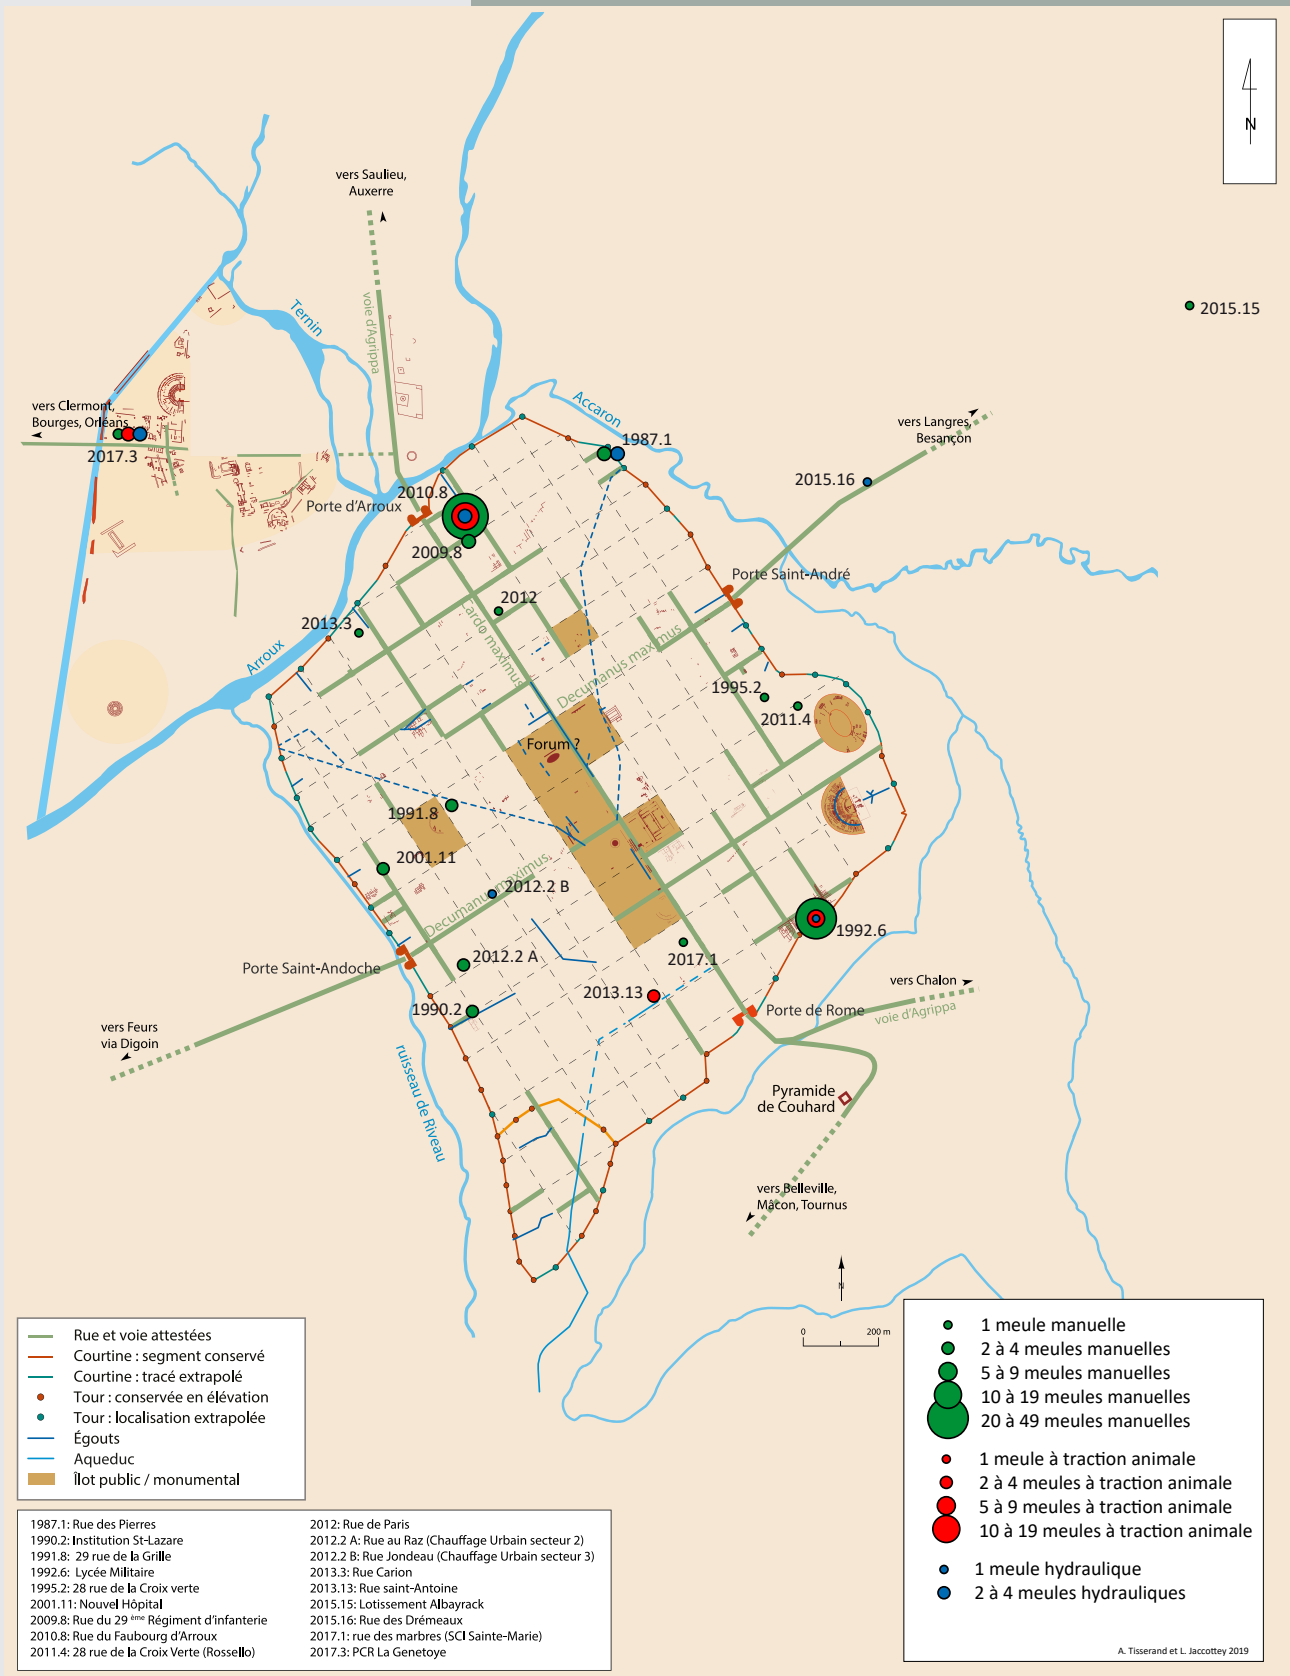 N
vers Saulieu,
Auxerre
voie d'Agrippa
Ternin
2015.15
Accaron
vers Clermont,
Bourges, Orléans
2017.3
vers Langres,
Besançon
1987.1
2015.16
2010.8
Porte d'Arroux
2009.8
Porte Saint-André
2012
2013.3
Cardo maximus
Decumanus maximus
Arroux
1995.2
2011.4
Forum ?
1991.8
2001.11
2012.2 B
Decumanus maximus
1992.6
2012.2 A
2017.1
Porte Saint-Andoche
2013.13
vers Chalon
1990.2
Porte de Rome
voie d'Agrippa
vers Feurs
via Digoin
ruisseau de Riveau
Pyramide
de Couhard
vers Belleville,
Mâcon, Tournus
N
0 200 m
Rue et voie attestées
Courtine : segment conservé
Courtine : tracé extrapolé
Tour : conservée en élévation
Tour : localisation extrapolée
Égouts
Aqueduc
Îlot public / monumental
1 meule manuelle
2 à 4 meules manuelles
5 à 9 meules manuelles
10 à 19 meules manuelles
20 à 49 meules manuelles
1 meule à traction animale
2 à 4 meules à traction animale
5 à 9 meules à traction animale
10 à 19 meules à traction animale
1 meule hydraulique
2 à 4 meules hydrauliques
A. Tisserand et L. Jaccottey 2019
1987.1: Rue des Pierres
1990.2: Institution St-Lazare
1991.8: 29 rue de la Grille
1992.6: Lycée Militaire
1995.2: 28 rue de la Croix verte
2001.11: Nouvel Hôpital
2009.8: Rue du 29 ème Régiment d'infanterie
2010.8: Rue du Faubourg d'Arroux
2011.4: 28 rue de la Croix Verte (Rossello)
2012: Rue de Paris
2012.2 A: Rue au Raz (Chauffage Urbain secteur 2)
2012.2 B: Rue Jondeau (Chauffage Urbain secteur 3)
2013.3: Rue Carion
2013.13: Rue saint-Antoine
2015.15: Lotissement Albayrack
2015.16: Rue des Drémeaux
2017.1: rue des marbres (SCI Sainte-Marie)
2017.3: PCR La Genetoye